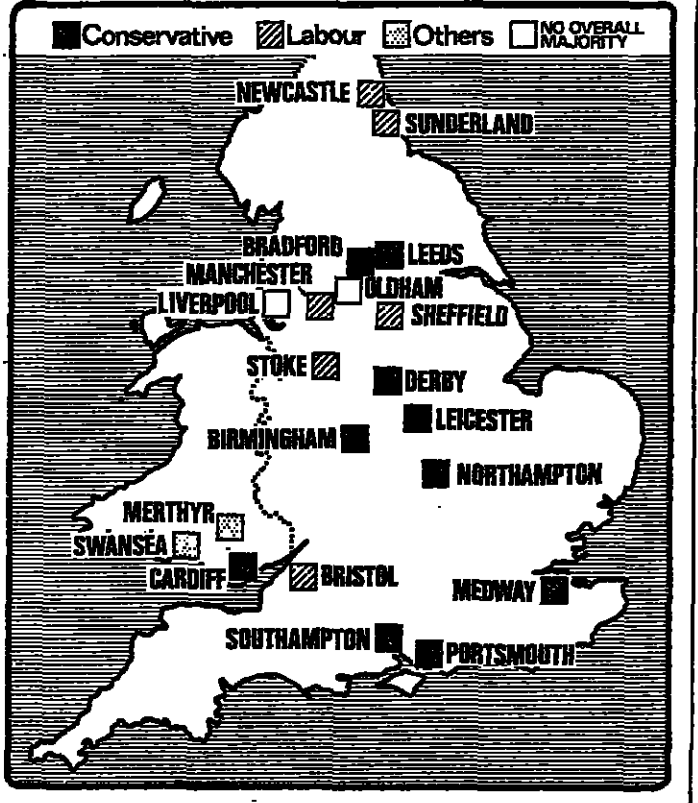 Conservative Labour Others NO OVERALL MAJORITY
NEWCASTLE
SUNDERLAND
BRADFORD
LEEDS
MANCHESTER
OLDHAM
LIVERPOOL
SHEFFIELD
STOKE
DERBY
LEICESTER
BIRMINGHAM
NORTHAMPTON
MERTHYR
SWANSEA
CARDIFF
BRISTOL
MEDWAY
SOUTHAMPTON
PORTSMOUTH